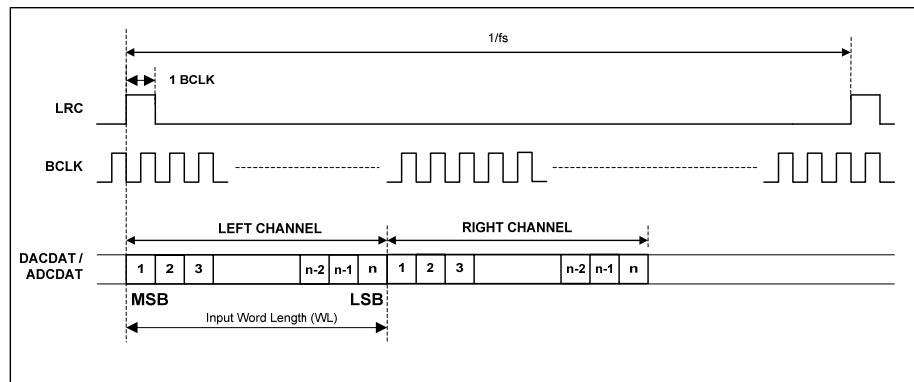 1/fs
1 BCLK
LRC
BCLK
LEFT CHANNEL RIGHT CHANNEL
DACDAT /
ADCDAT
1 2 3 n-2 n-1 n 1 2 3 n-2 n-1 n
MSB LSB
Input Word Length (WL)